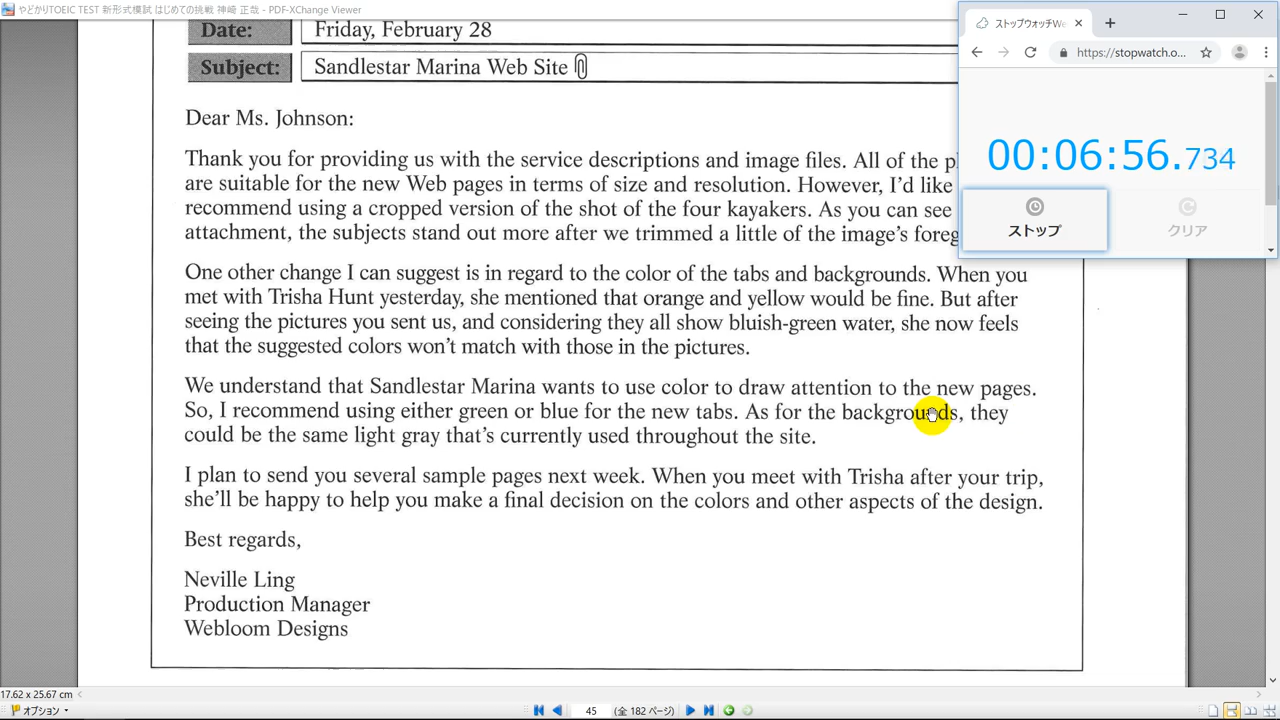 やどかりTOEIC TEST 新形式模試 はじめての挑戦 神崎 正哉 - PDF-XChange Viewer
Date: Friday, February 28
Subject: Sandlestar Marina Web Site
Dear Ms. Johnson:
Thank you for providing us with the service descriptions and image files. All of the
are suitable for the new Web pages in terms of size and resolution. However, I'd like
recommend using a cropped version of the shot of the four kayakers. As you can see
attachment, the subjects stand out more after we trimmed a little of the image's
One other change I can suggest is in regard to the color of the tabs and backgrounds. When you
met with Trisha Hunt yesterday, she mentioned that orange and yellow would be fine. But after
seeing the pictures you sent us, and considering they all show bluish-green water, she now feels
that the suggested colors won't match with those in the pictures.
We understand that Sandlestar Marina wants to use color to draw attention to the new pages.
So, I recommend using either green or blue for the new tabs. As for the backgrounds, they
could be the same light gray that's currently used throughout the site.
I plan to send you several sample pages next week. When you meet with Trisha after your trip,
she'll be happy to help you make a final decision on the colors and other aspects of the design.
Best regards,
Neville Ling
Production Manager
Webloom Designs
ストップウォッチWe
https://stopwatch.o...
00:06:56.734
ストップ
クリア
17.62 x 25.67 cm
オプション
45
(全 182 ページ)